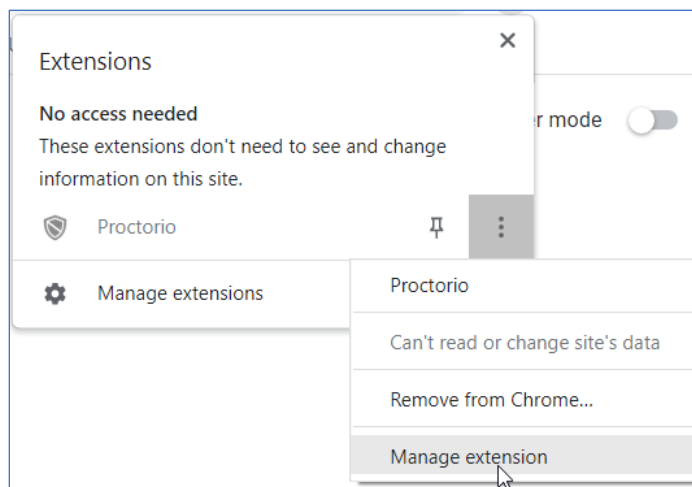 Extensions
No access needed
These extensions don't need to see and change
information on this site.
r mode
Proctorio
Manage extensions
Proctorio
Can't read or change site's data
Remove from Chrome...
Manage extension